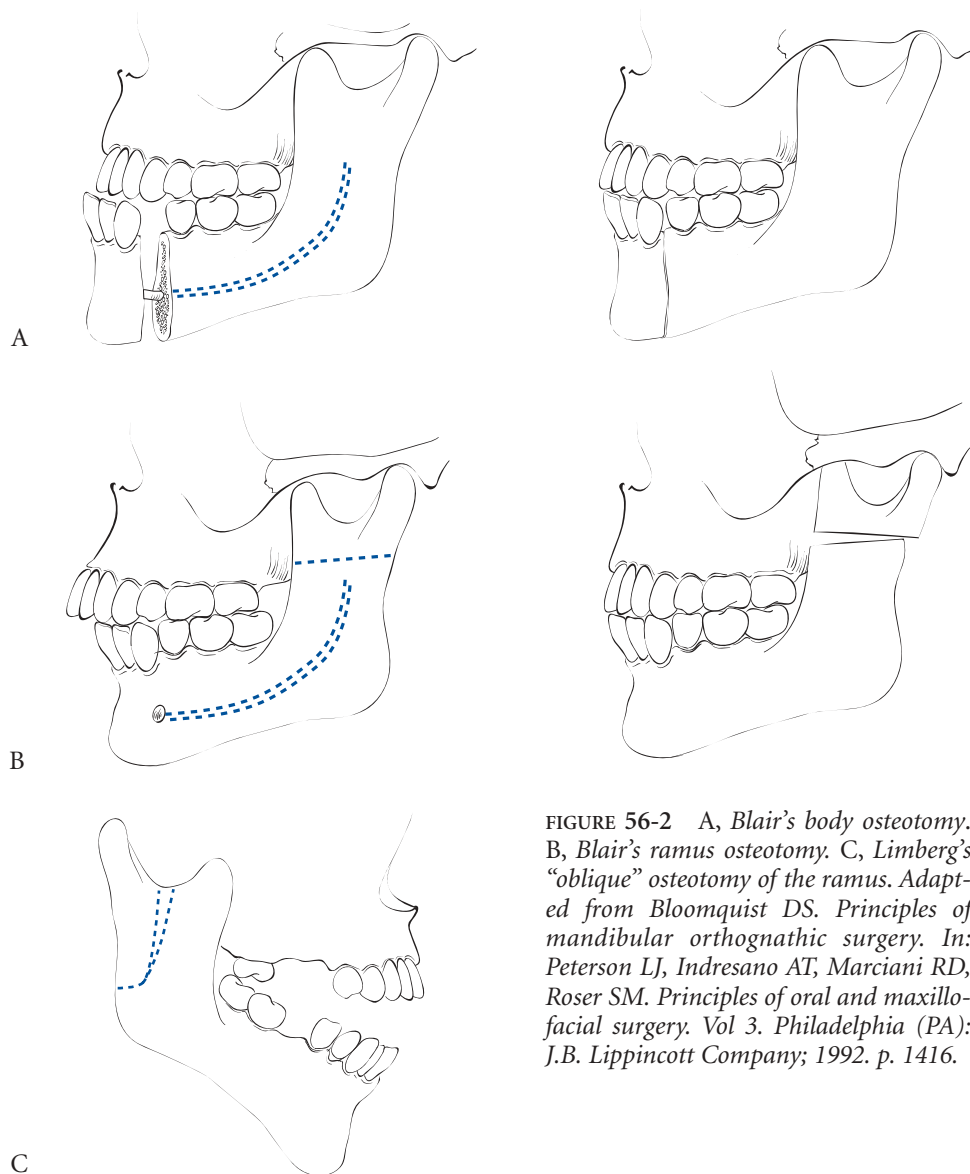 A
B
FIGURE 56-2 A, Blair's body osteotomy.
B, Blair's ramus osteotomy. C, Limberg's
“oblique” osteotomy of the ramus. Adapt-
ed from Bloomquist DS. Principles of
mandibular orthognathic surgery. In:
Peterson LJ, Indresano AT, Marciani RD,
Roser SM. Principles of oral and maxillo-
facial surgery. Vol 3. Philadelphia (PA):
J.B. Lippincott Company; 1992. p. 1416.
C